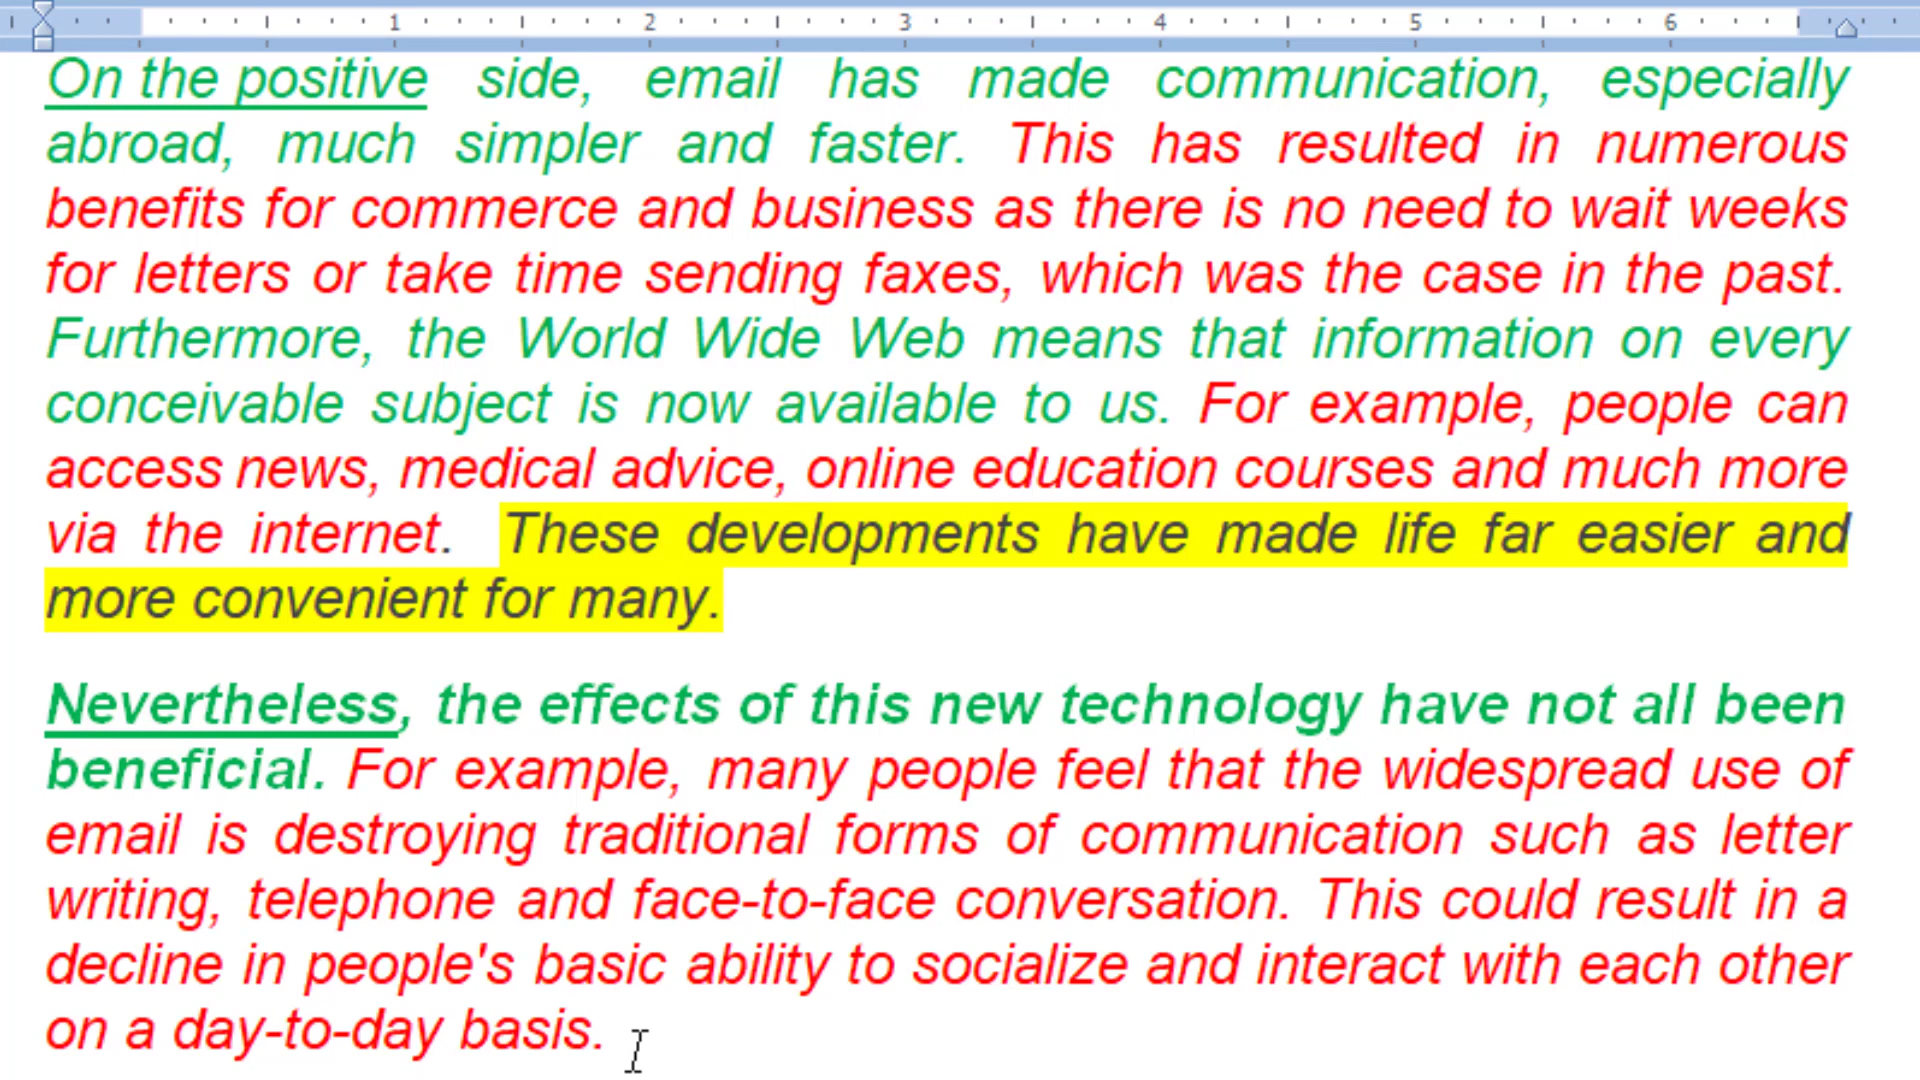 1 2 3 4 5 6
On the positive side, email has made communication, especially
abroad, much simpler and faster. This has resulted in numerous
benefits for commerce and business as there is no need to wait weeks
for letters or take time sending faxes, which was the case in the past.
Furthermore, the World Wide Web means that information on every
conceivable subject is now available to us. For example, people can
access news, medical advice, online education courses and much more
via the internet. These developments have made life far easier and
more convenient for many.
Nevertheless, the effects of this new technology have not all been
beneficial. For example, many people feel that the widespread use of
email is destroying traditional forms of communication such as letter
writing, telephone and face-to-face conversation. This could result in a
decline in people's basic ability to socialize and interact with each other
on a day-to-day basis.